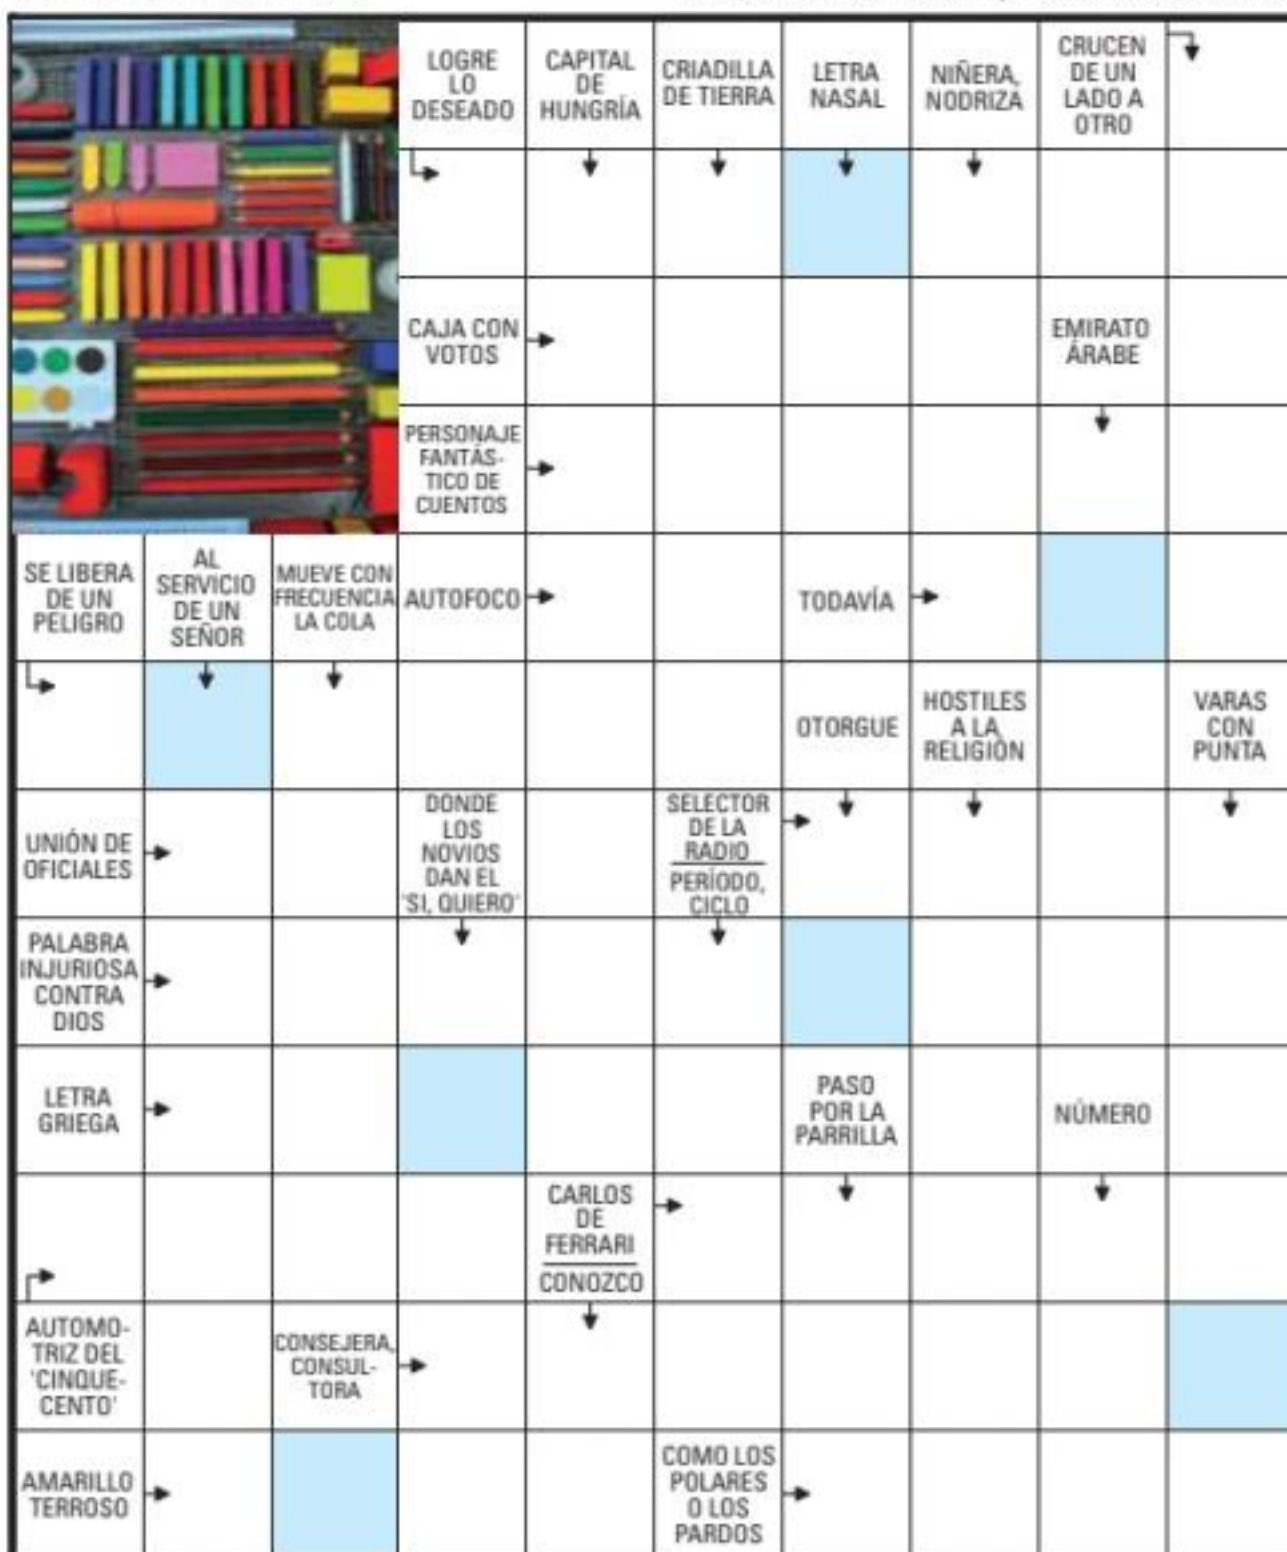 LOGRE
LO
DESEADO
CAPITAL
DE
HUNGRÍA
CRIADILLA
DE TIERRA
LETRA
NASAL
NIÑERA,
NODRIZA
CRUCEN
DE UN
LADO A
OTRO
CAJA CON
VOTOS
EMIRATO
ÁRABE
PERSONAJE
FANTÁS-
TICO DE
CUENTOS
SE LIBERA
DE UN
PELIGRO
AL
SERVICIO
DE UN
SEÑOR
MUEVE CON
FRECUENCIA
LA COLA
AUTOFOCO
TODAVÍA
OTORGUE
HOSTILES
A LA
RELIGIÓN
VARAS
CON
PUNTA
UNIÓN DE
OFICIALES
DONDE
LOS
NOVIOS
DAN EL
'SI, QUIERO'
SELECTOR
DE LA
RADIO
PERÍODO,
CICLO
PALABRA
INJURIOSA
CONTRA
DIOS
LETRA
GRIEGA
PASO
POR LA
PARRILLA
NÚMERO
CARLOS
DE
FERRARI
CONOZCO
AUTOMO-
TRIZ DEL
'CINQUE-
CENTO'
CONSEJERA,
CONSUL-
TORA
AMARILLO
TERROSO
COMO LOS
POLARES
O LOS
PARDOS